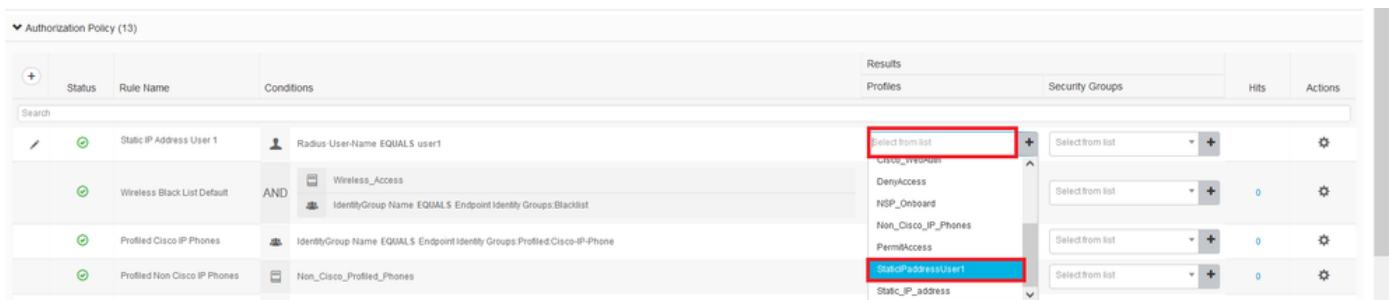 Authorization Policy (13)
Results
Status Rule Name Conditions Profiles Security Groups Hits Actions
Search
Static IP Address User 1 Radius-User-Name EQUALS user1 Select from list + Select from list +
Cisco_WebAuth
DenyAccess
NSP_Onboard
Non_Cisco_IP_Phones
PermitAccess
StaticIPaddressUser1
Static_IP_address
Wireless Black List Default AND Wireless_Access
IdentityGroup Name EQUALS Endpoint Identity Groups:Blacklist
Select from list + 0
Profiled Cisco IP Phones IdentityGroup Name EQUALS Endpoint Identity Groups:Profiled:Cisco-IP-Phone Select from list + 0
Profiled Non Cisco IP Phones Non_Cisco_Profiled_Phones Select from list + 0